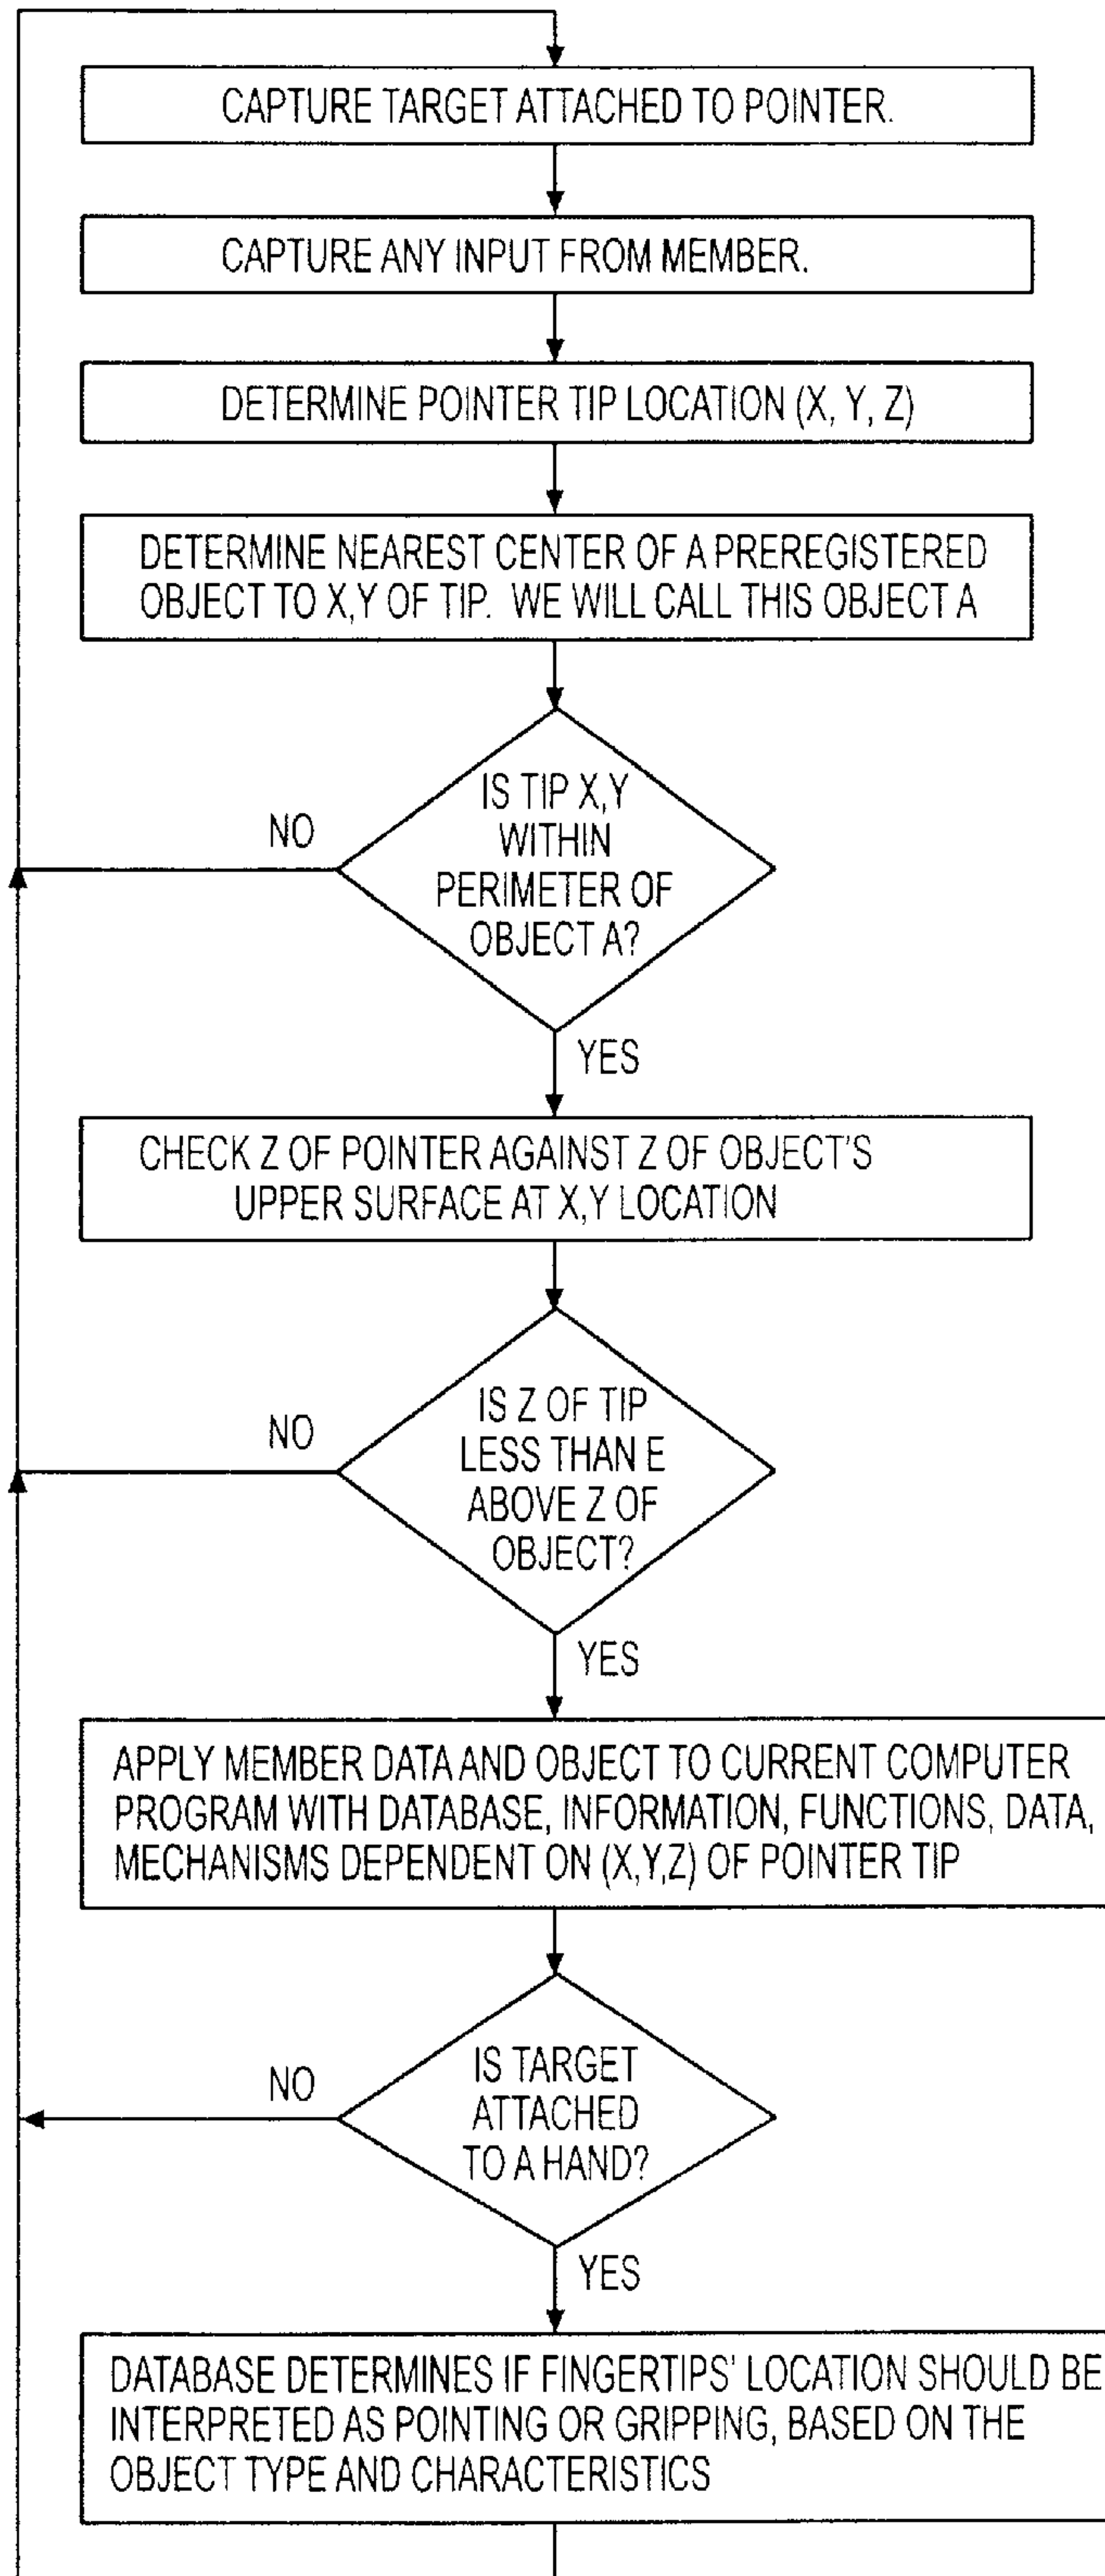 CAPTURE TARGET ATTACHED TO POINTER.
CAPTURE ANY INPUT FROM MEMBER.
DETERMINE POINTER TIP LOCATION (X, Y, Z)
DETERMINE NEAREST CENTER OF A PREREGISTERED
OBJECT TO X,Y OF TIP. WE WILL CALL THIS OBJECT A
IS TIP X,Y
WITHIN
PERIMETER OF
OBJECT A?
NO
YES
CHECK Z OF POINTER AGAINST Z OF OBJECT'S
UPPER SURFACE AT X,Y LOCATION
IS Z OF TIP
LESS THAN E
ABOVE Z OF
OBJECT?
NO
YES
APPLY MEMBER DATA AND OBJECT TO CURRENT COMPUTER
PROGRAM WITH DATABASE, INFORMATION, FUNCTIONS, DATA,
MECHANISMS DEPENDENT ON (X,Y,Z) OF POINTER TIP
IS TARGET
ATTACHED
TO A HAND?
NO
YES
DATABASE DETERMINES IF FINGERTIPS' LOCATION SHOULD BE
INTERPRETED AS POINTING OR GRIPPING, BASED ON THE
OBJECT TYPE AND CHARACTERISTICS